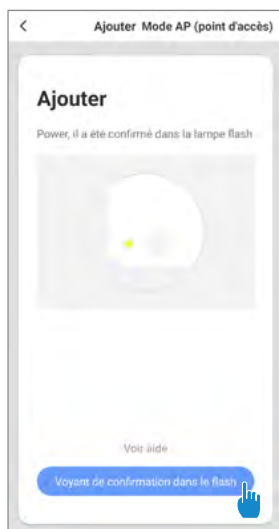 Ajouter Mode AP (point d'accès)
Ajouter
Power, il a été confirmé dans la lampe flash
Voir aide
Voyant de confirmation dans le flash